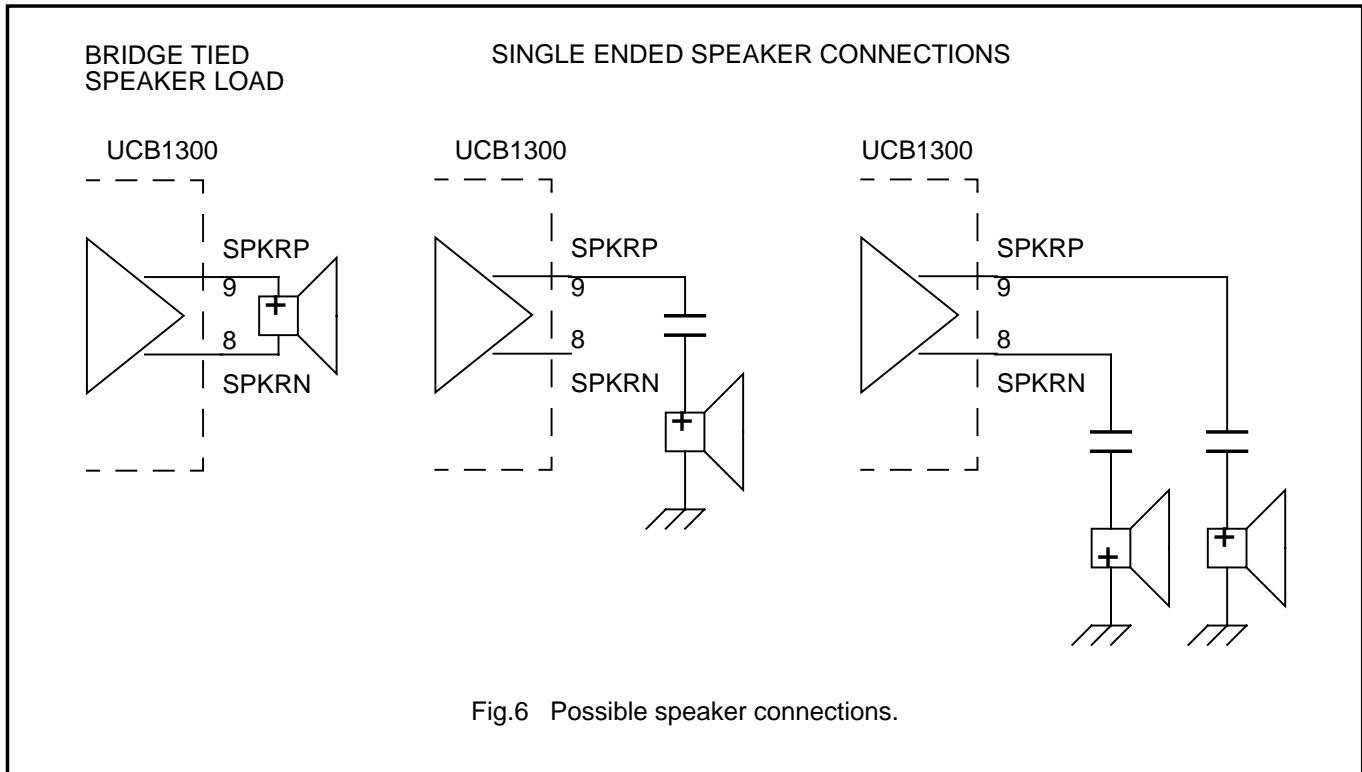 BRIDGE TIED
SPEAKER LOAD
SINGLE ENDED SPEAKER CONNECTIONS
UCB1300
SPKRP
9
+
8
SPKRN
UCB1300
SPKRP
9
8
SPKRN
+
UCB1300
SPKRP
9
8
SPKRN
+
+
Fig.6 Possible speaker connections.